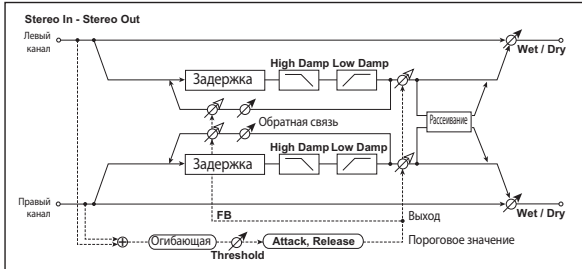 Stereo In - Stereo Out
Левый
канал
Wet / Dry
High Damp Low Damp
Задержка
Обратная связь
Рассеивание
High Damp Low Damp
Задержка
Правый
канал
Wet / Dry
FB
Выход
Огибающая
Threshold
Attack, Release
Пороговое значение